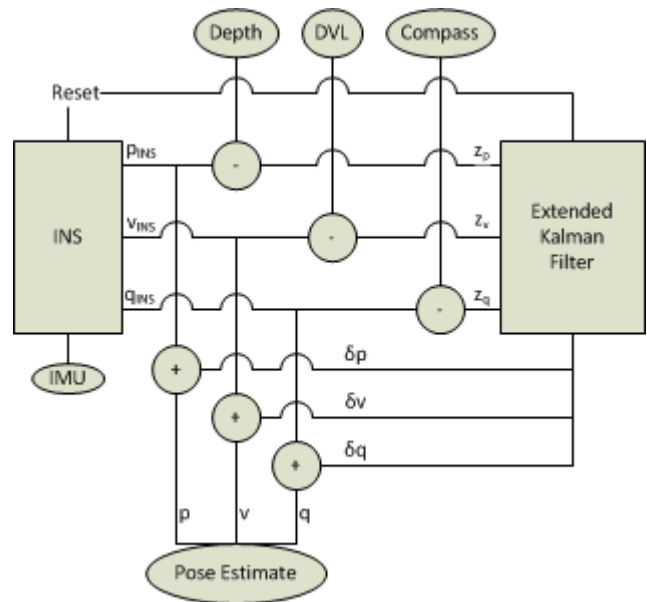 Depth
DVL
Compass
Reset
pINS
-
zp
vINS
-
zv
INS
Extended
Kalman
Filter
qINS
-
zq
IMU
+
δp
+
δv
+
δq
p
v
q
Pose Estimate